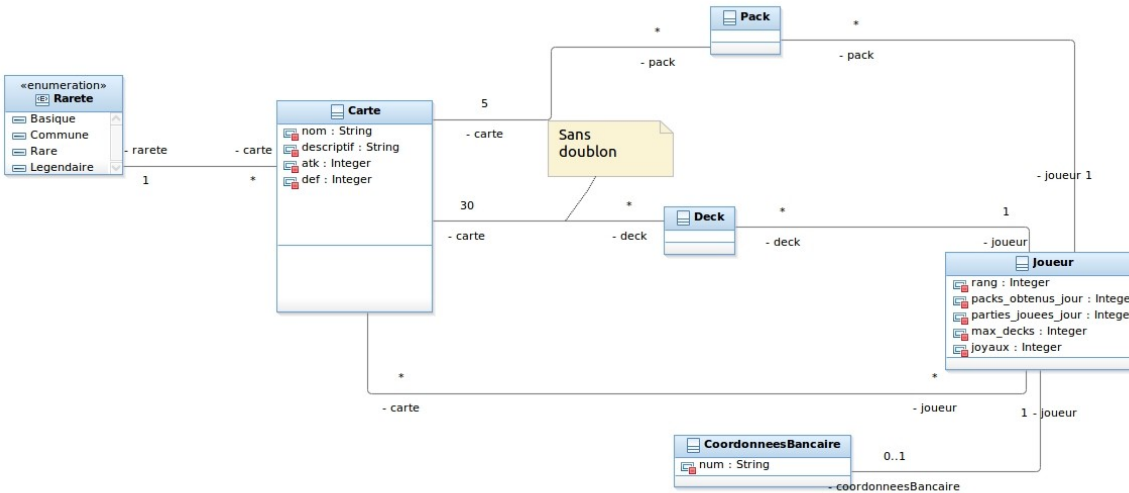 Pack
*
- pack
*
- pack
«enumeration»
Rarete
Basique
Commune
Rare
Legendaire
- rarete
1
- carte
*
Carte
nom : String
descriptif : String
atk : Integer
def : Integer
5
- carte
Sans
doublon
30
- carte
*
- deck
Deck
*
- deck
1
- joueur
- joueur 1
Joueur
rang : Integer
packs_obtenus_jour : Intege
parties_jouees_jour : Intege
max_decks : Integer
joyaux : Integer
*
- carte
*
- joueur
1 - joueur
CoordonneesBancaire
num : String
0..1
- coordonneesBancaire